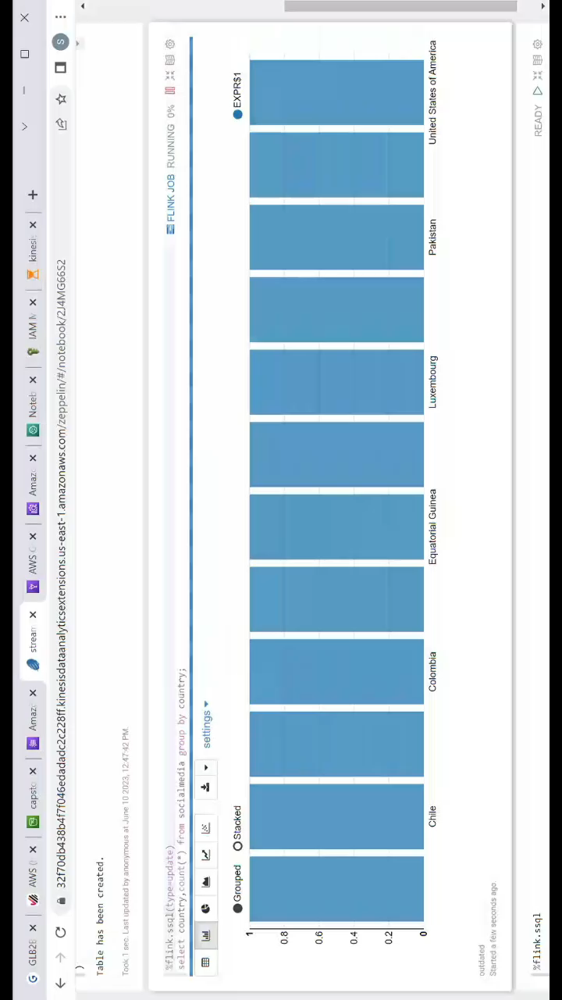 GLB2E
AWS (
capsto
Amaz
stream
AWS C
Amaz
Noteb
IAM M
kinesi
32f70db438b4f7f046edadadc2c228ff.kinesisdataanalyticsextensions.us-east-1.amazonaws.com/zeppelin/#/notebook/2J4MG66S2
S
)
Table has been created.
Took 1 sec. Last updated by anonymous at June 10 2023, 12:47:42 PM.
FLINK JOB RUNNING 0%
%flink.ssql(type=update)
select country,count(*) from socialmedia group by country;
settings
Grouped Stacked EXPR$1
1
0.8
0.6
0.4
0.2
0
Chile Colombia Equatorial Guinea Luxembourg Pakistan United States of America
outdated
Started a few seconds ago.
READY
%flink.ssql